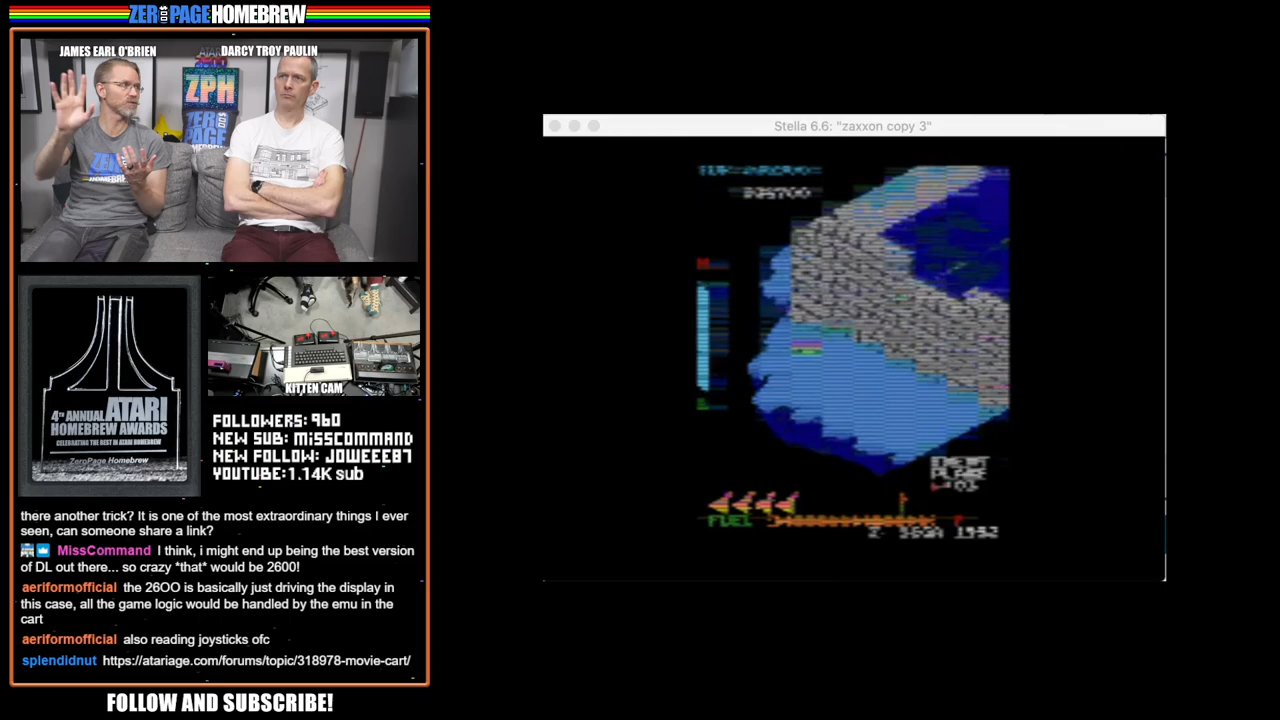 ZEROPAGE HOMEBREW
JAMES EARL O'BRIEN
DARCY TROY PAULIN
ATARI
2600
ZPH
4TH ANNUAL ATARI
HOMEBREW AWARDS
CELEBRATING THE BEST IN ATARI HOMEBREW
ZeroPage Homebrew
KITTEN CAM
FOLLOWERS: 960
NEW SUB: MISSCOMMAND
NEW FOLLOW: JOWEEE87
YOUTUBE:1.14K sub
there another trick? It is one of the most extraordinary things I ever
seen, can someone share a link?
MissCommand I think, i might end up being the best version
of DL out there... so crazy *that* would be 2600!
aeriformofficial the 26OO is basically just driving the display in
this case, all the game logic would be handled by the emu in the
cart
aeriformofficial also reading joysticks ofc
splendidnut https://atariage.com/forums/topic/318978-movie-cart/
FOLLOW AND SUBSCRIBE!
Stella 6.6: "zaxxon copy 3"
FUEL
SEGA 1982